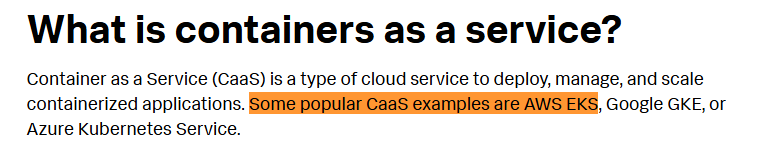 What is containers as a service?
Container as a Service (CaaS) is a type of cloud service to deploy, manage, and scale
containerized applications. Some popular CaaS examples are AWS EKS, Google GKE, or
Azure Kubernetes Service.